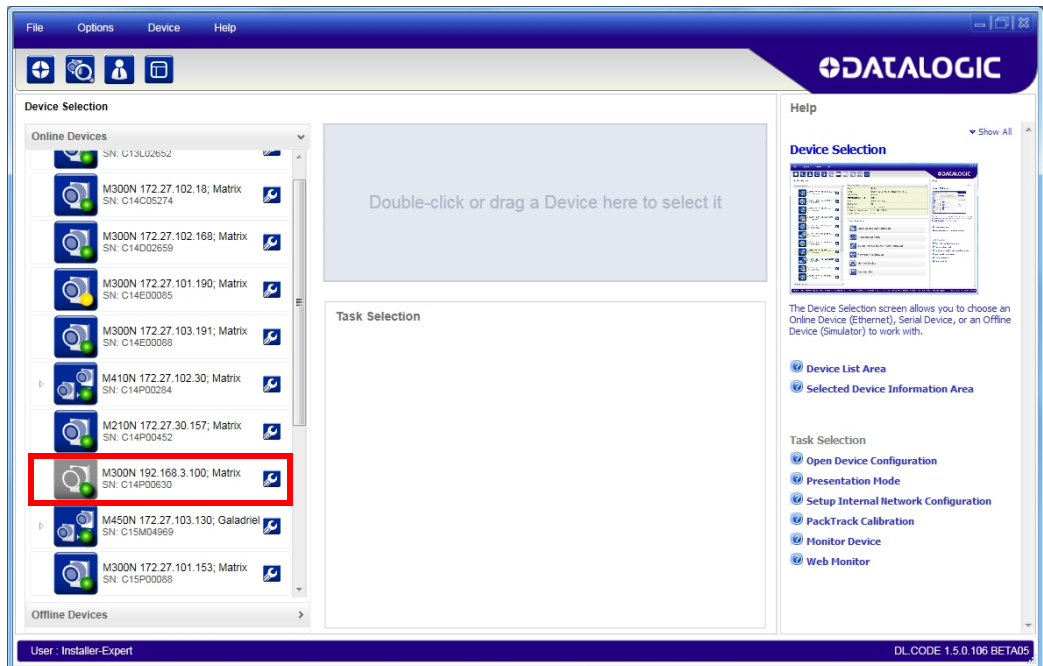 File Options Device Help
DATALOGIC
Device Selection
Online Devices
SN: C13L02652
M300N 172.27.102.18; Matrix
SN: C14C05274
M300N 172.27.102.168; Matrix
SN: C14D02659
M300N 172.27.101.190; Matrix
SN: C14E00085
M300N 172.27.103.191; Matrix
SN: C14E00088
M410N 172.27.102.30; Matrix
SN: C14P00284
M210N 172.27.30.157; Matrix
SN: C14P00452
M300N 192.168.3.100; Matrix
SN: C14P00630
M450N 172.27.103.130; Galadriel
SN: C15M04969
M300N 172.27.101.153; Matrix
SN: C15P00088
Offline Devices
Double-click or drag a Device here to select it
Task Selection
Help
Show All
Device Selection
DATALOGIC
The Device Selection screen allows you to choose an
Online Device (Ethernet), Serial Device, or an Offline
Device (Simulator) to work with.
Device List Area
Selected Device Information Area
Task Selection
Open Device Configuration
Presentation Mode
Setup Internal Network Configuration
PackTrack Calibration
Monitor Device
Web Monitor
User : Installer-Expert
DL.CODE 1.5.0.106 BETA05